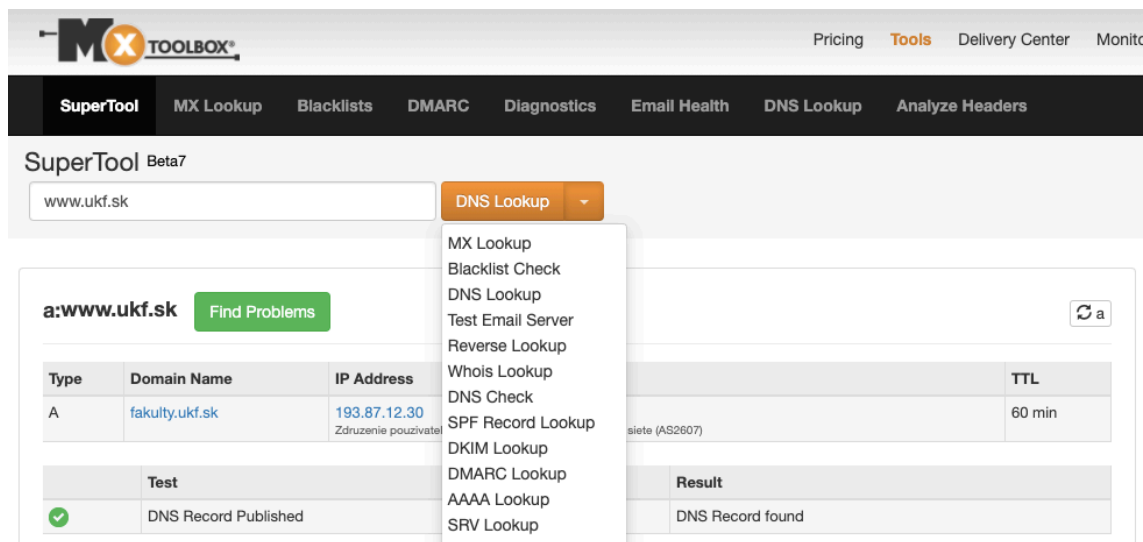 MX TOOLBOX®
Pricing Tools Delivery Center
SuperTool MX Lookup Blacklists DMARC Diagnostics Email Health DNS Lookup Analyze Headers
SuperTool Beta7
www.ukf.sk DNS Lookup
MX Lookup
Blacklist Check
DNS Lookup
Test Email Server
Reverse Lookup
Whois Lookup
DNS Check
SPF Record Lookup
DKIM Lookup
DMARC Lookup
AAAA Lookup
SRV Lookup
a:www.ukf.sk Find Problems a
Type Domain Name IP Address TTL
A fakulty.ukf.sk 193.87.12.30 60 min
Zdruzenie siete (AS2607)
Test Result
DNS Record Published DNS Record found